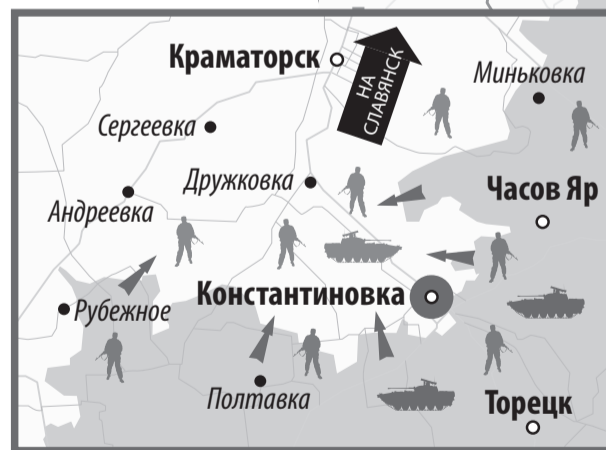 Краматорск
НА
СЛАВЯНСК
Миньковка
Сергеевка
Дружковка
Часов Яр
Андреевка
Константиновка
Рубежное
Полтавка
Торецк